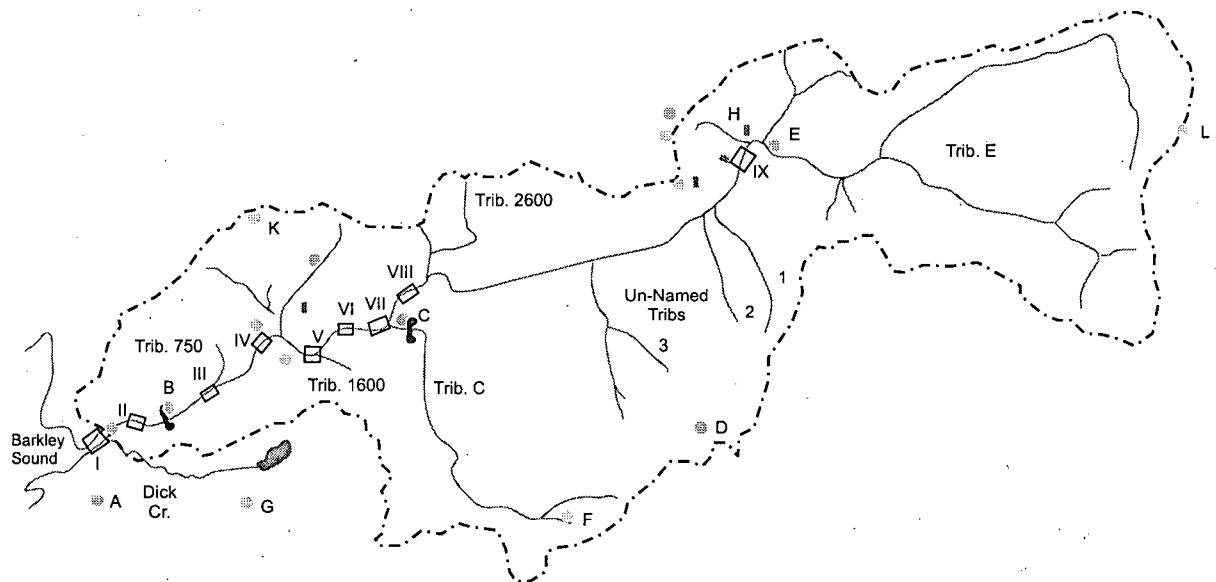 H
E
L
Trib. E
IX
Trib. 2600
K
VIII
1
Un-Named
Tribs
2
VII
VI
C
V
IV
3
Trib. 750
III
Trib. 1600
Trib. C
B
II
D
Barkley
Sound
I
A
Dick
Cr.
G
F